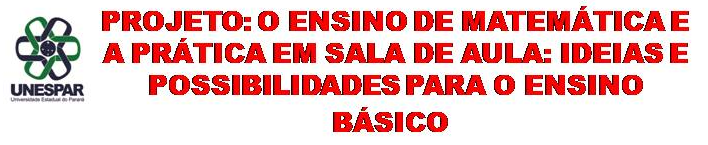 PROJETO: O ENSINO DE MATEMÁTICA E
A PRÁTICA EM SALA DE AULA: IDEIAS E
POSSIBILIDADES PARA O ENSINO
BÁSICO
UNESPAR
Universidade Estadual do Paraná